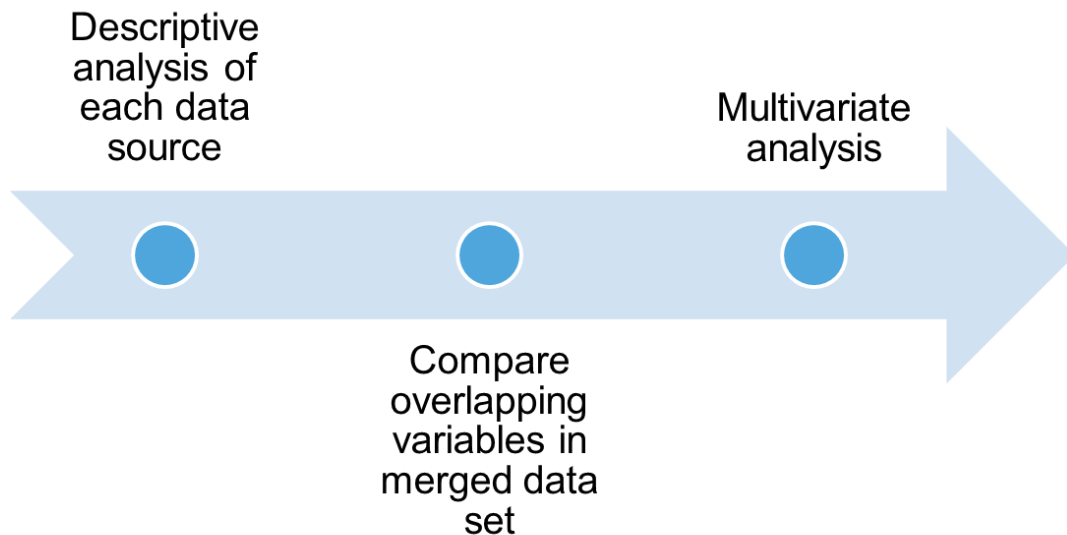 Descriptive
analysis of
each data
source
Compare
overlapping
variables in
merged data
set
Multivariate
analysis